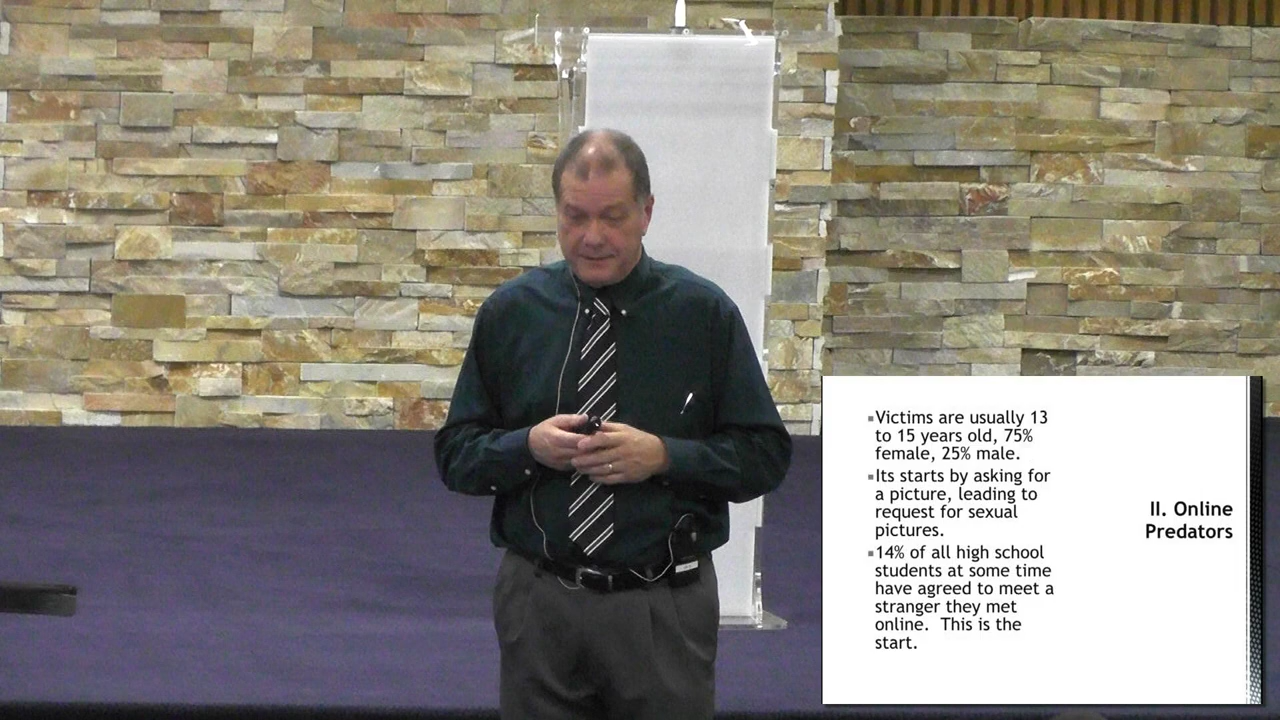 ▪Victims are usually 13
to 15 years old, 75%
female, 25% male.
▪Its starts by asking for
a picture, leading to
request for sexual
pictures.
▪14% of all high school
students at some time
have agreed to meet a
stranger they met
online.  This is the
start.
II. Online
Predators